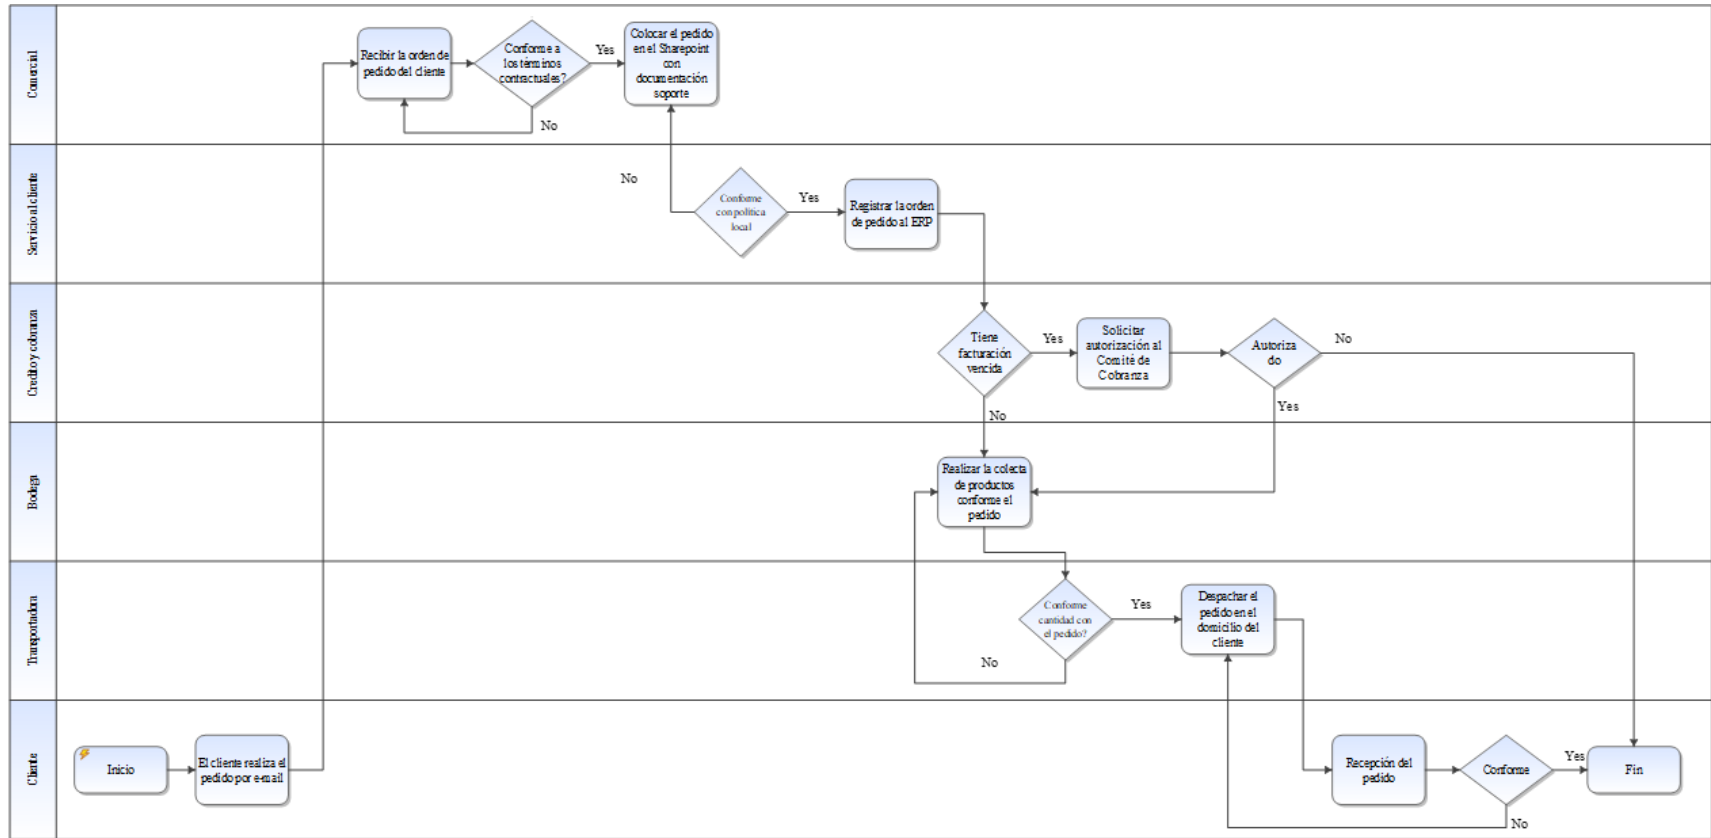 Comercial
Recibir la orden de
pedido del cliente
Conforme a
los términos
contractuales?
Yes
No
Colocar el pedido
en el Sharepoint
con
documentación
soporte
Servicio al cliente
No
Conforme
con política
local
Yes
Registrar la orden
de pedido al ERP
Credito y cobranza
Tiene
facturación
vencida
Yes
No
Solicitar
autorización al
Comité de
Cobranza
Autoriza
do
No
Yes
Bodega
Realizar la colecta
de productos
conforme el
pedido
Transportadora
Conforme
cantidad con
el pedido?
Yes
No
Despachar el
pedido en el
domicilio del
cliente
Cliente
Inicio
El cliente realiza el
pedido por e-mail
Recepción del
pedido
Conforme
Yes
No
Fin